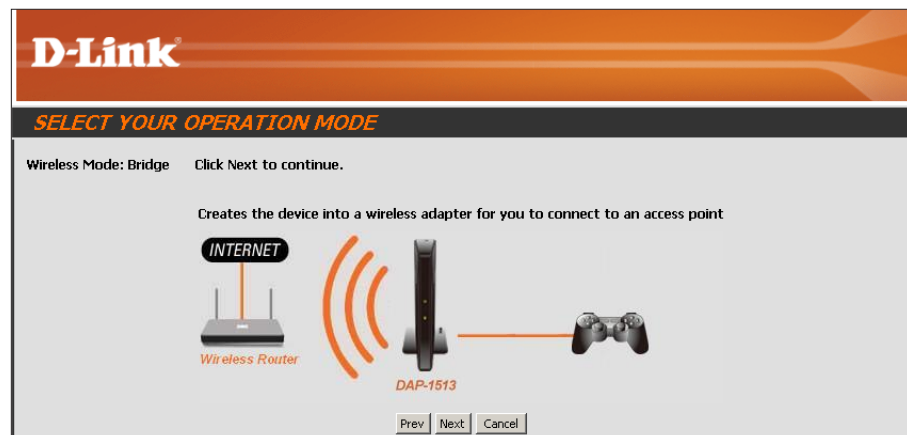 D-Link
SELECT YOUR OPERATION MODE
Wireless Mode: Bridge Click Next to continue.
Creates the device into a wireless adapter for you to connect to an access point
INTERNET
Wireless Router
DAP-1513
Prev Next Cancel